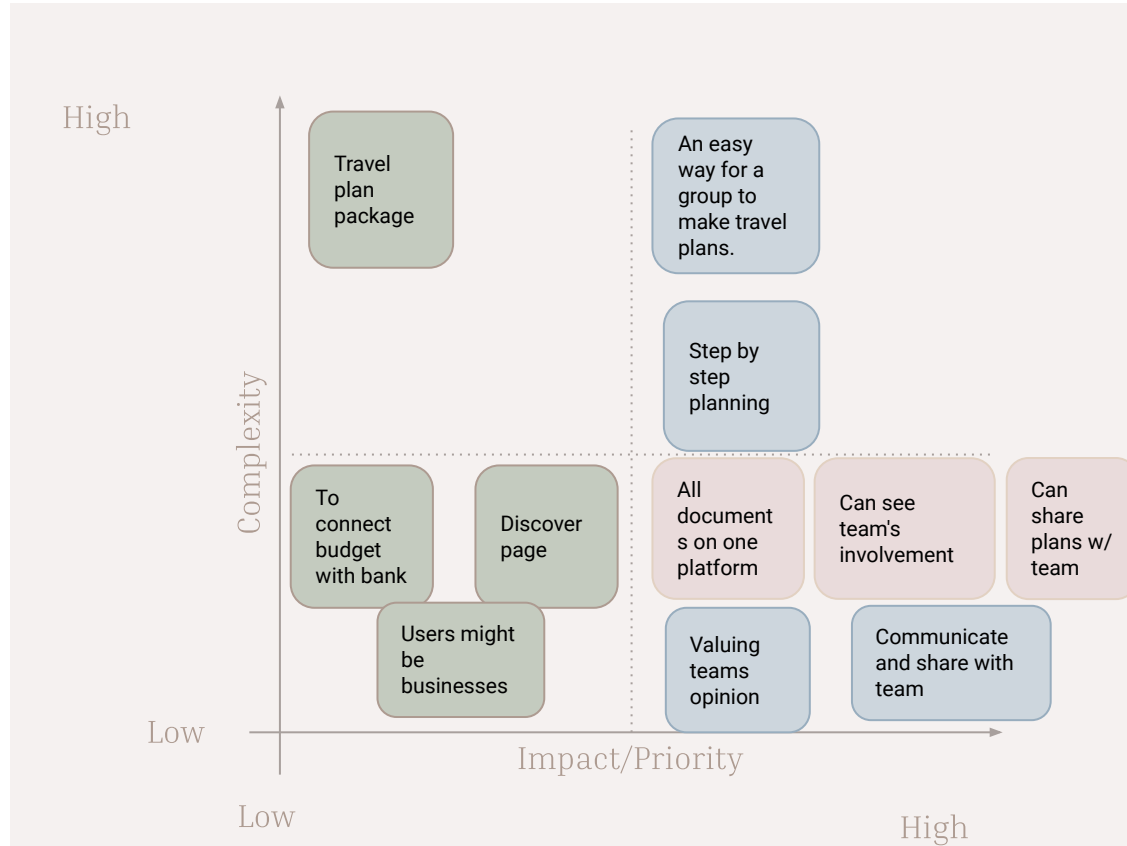 High
Travel
plan
package
An easy
way for a
group to
make travel
plans.
Step by
step
planning
Complexity
To
connect
budget
with bank
Discover
page
All
document
s on one
platform
Can see
team's
involvement
Can
share
plans w/
team
Users might
be
businesses
Valuing
teams
opinion
Communicate
and share with
team
Low
Impact/Priority
Low
High